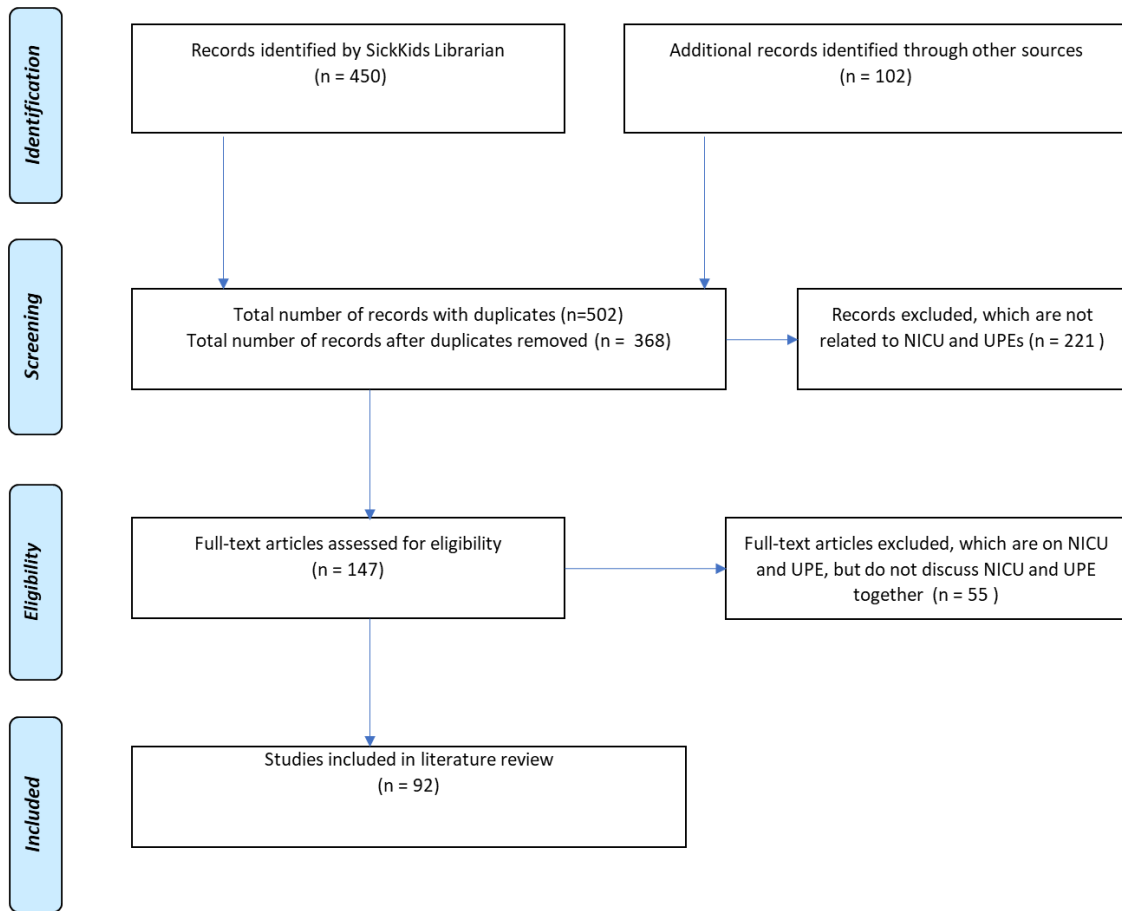 Identification
Records identified by SickKids Librarian
(n = 450)
Additional records identified through other sources
(n = 102)
Screening
Total number of records with duplicates (n=502)
Total number of records after duplicates removed (n =  368)
Records excluded, which are not
related to NICU and UPEs (n = 221 )
Eligibility
Full-text articles assessed for eligibility
(n = 147)
Full-text articles excluded, which are on NICU
and UPE, but do not discuss NICU and UPE
together  (n = 55 )
Included
Studies included in literature review
(n = 92)